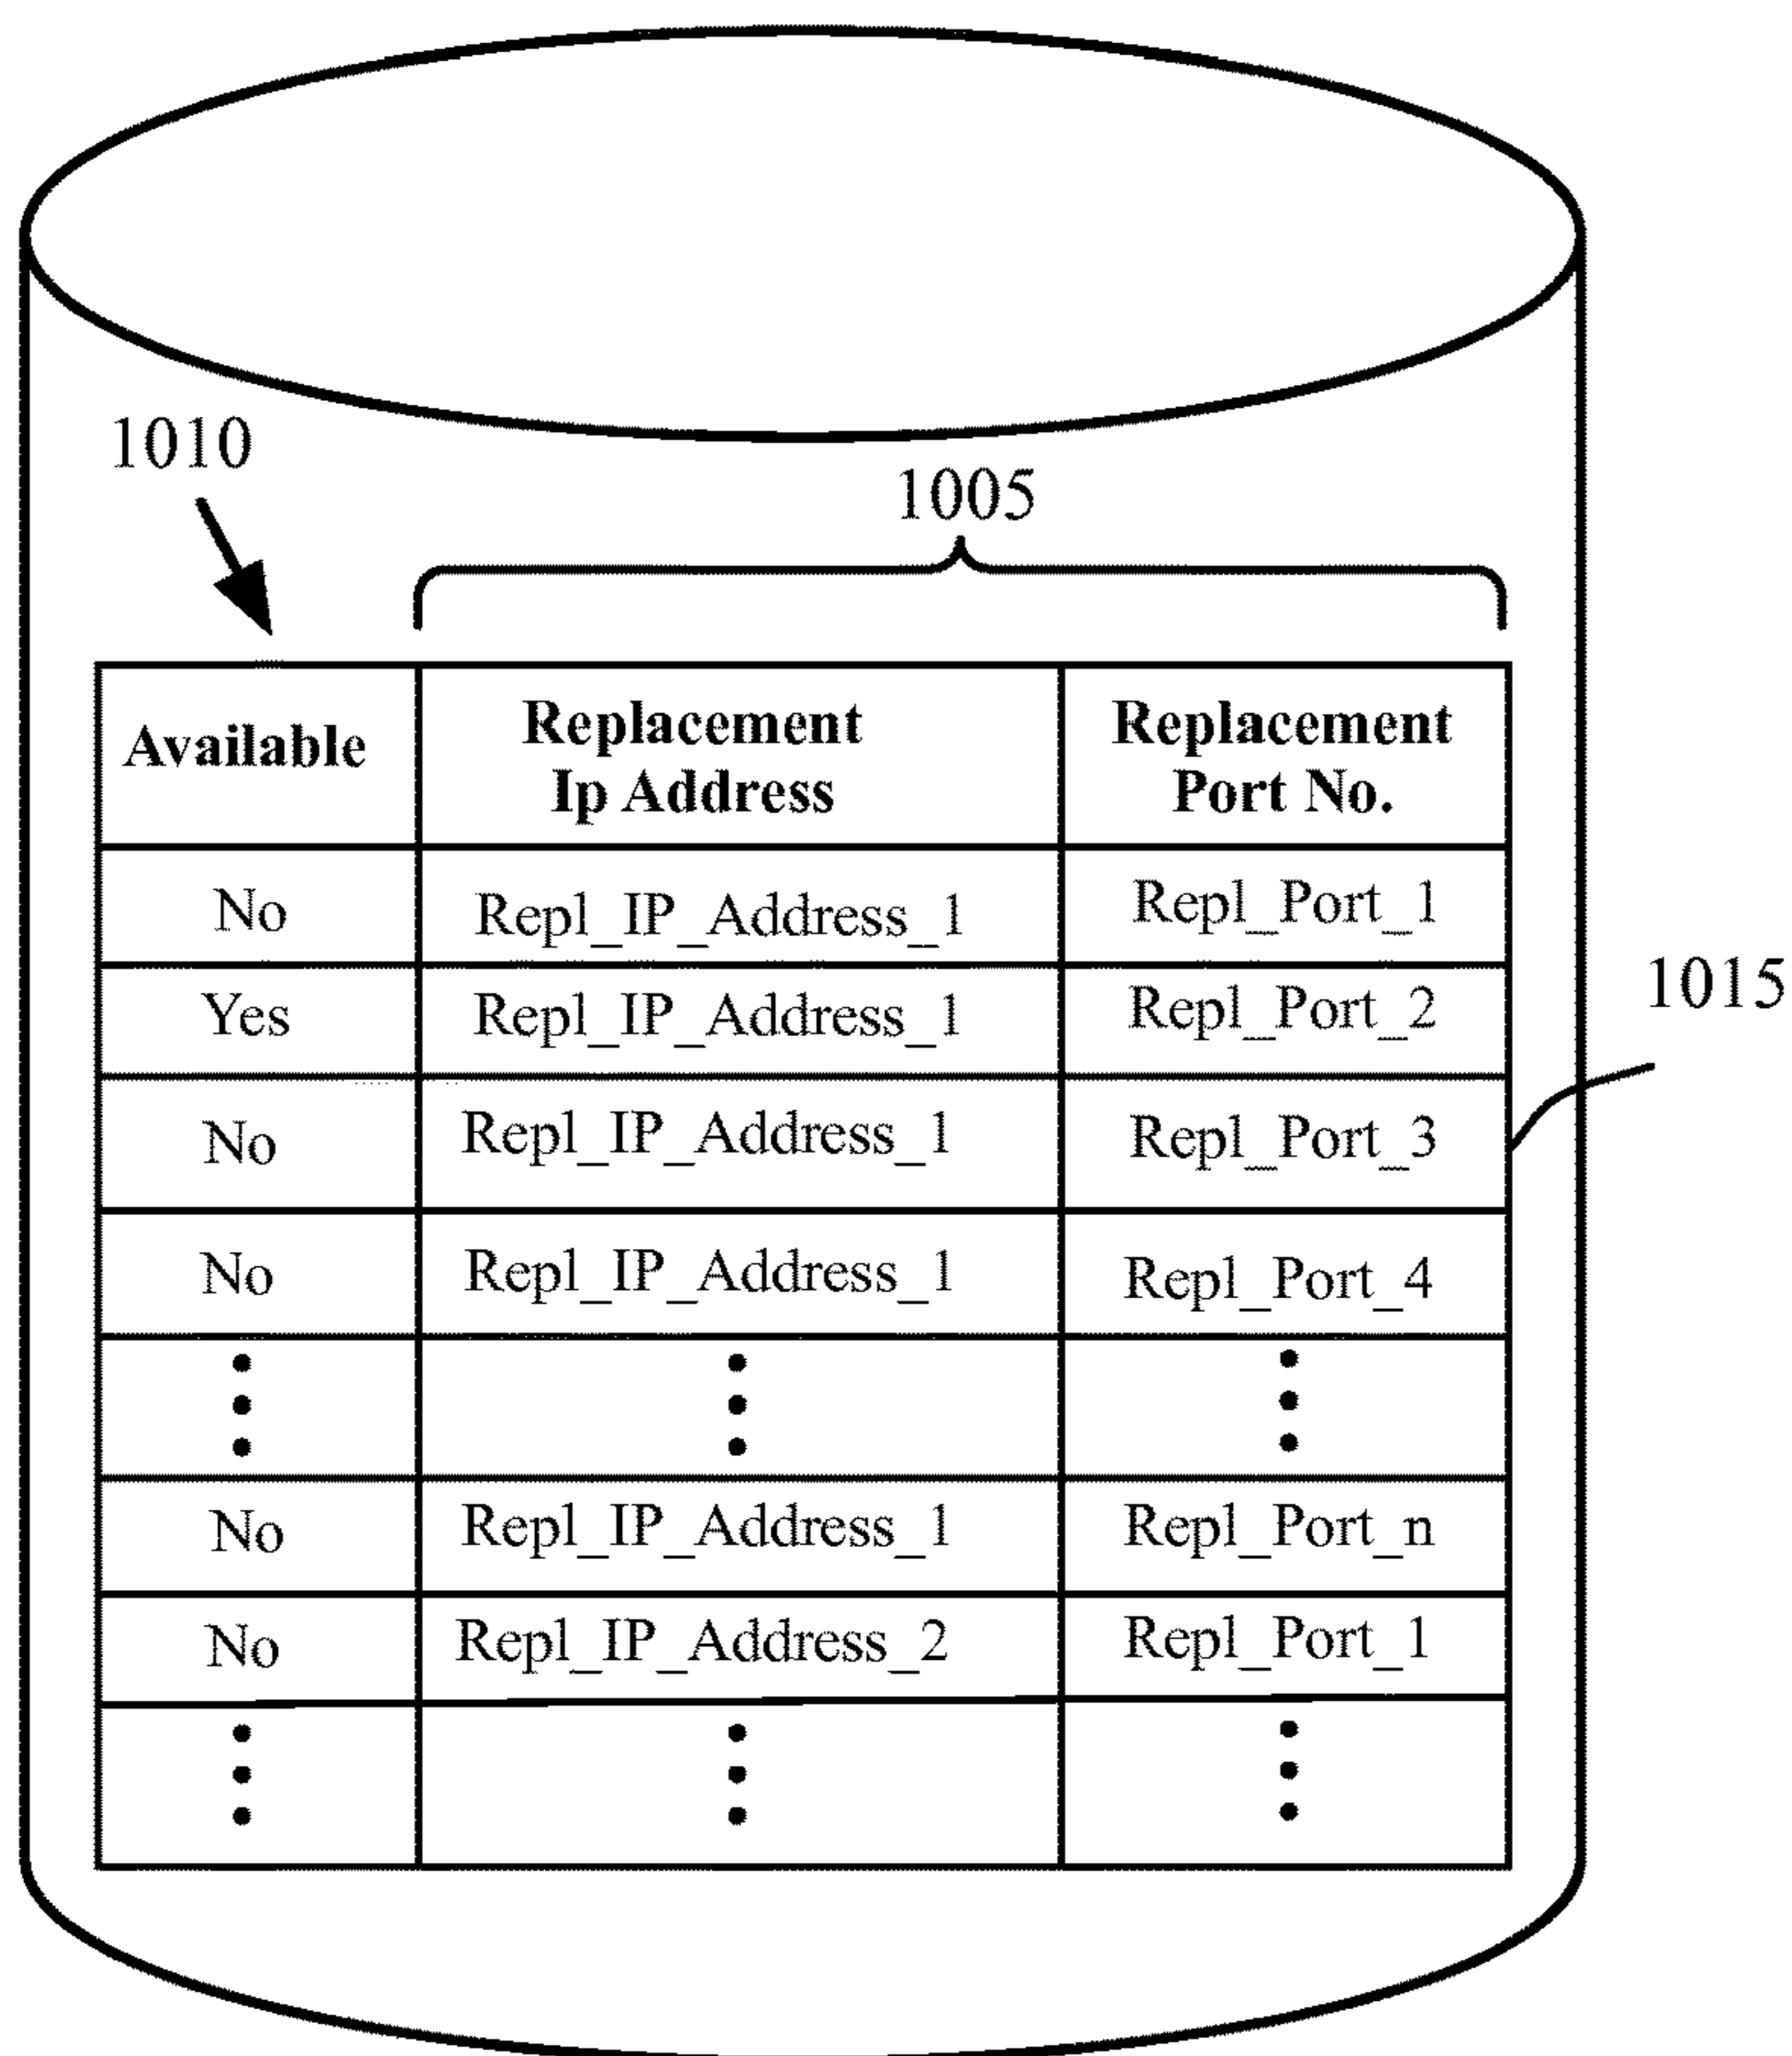 1010
1005
Available
Replacement
Ip Address
Replacement
Port No.
No Repl_IP_Address_1 Repl_Port_1
Yes Repl_IP_Address_1 Repl_Port_2
1015
No Repl_IP_Address_1 Repl_Port_3
No Repl_IP_Address_1 Repl_Port_4
No Repl_IP_Address_1 Repl_Port_n
No Repl_IP_Address_2 Repl_Port_1